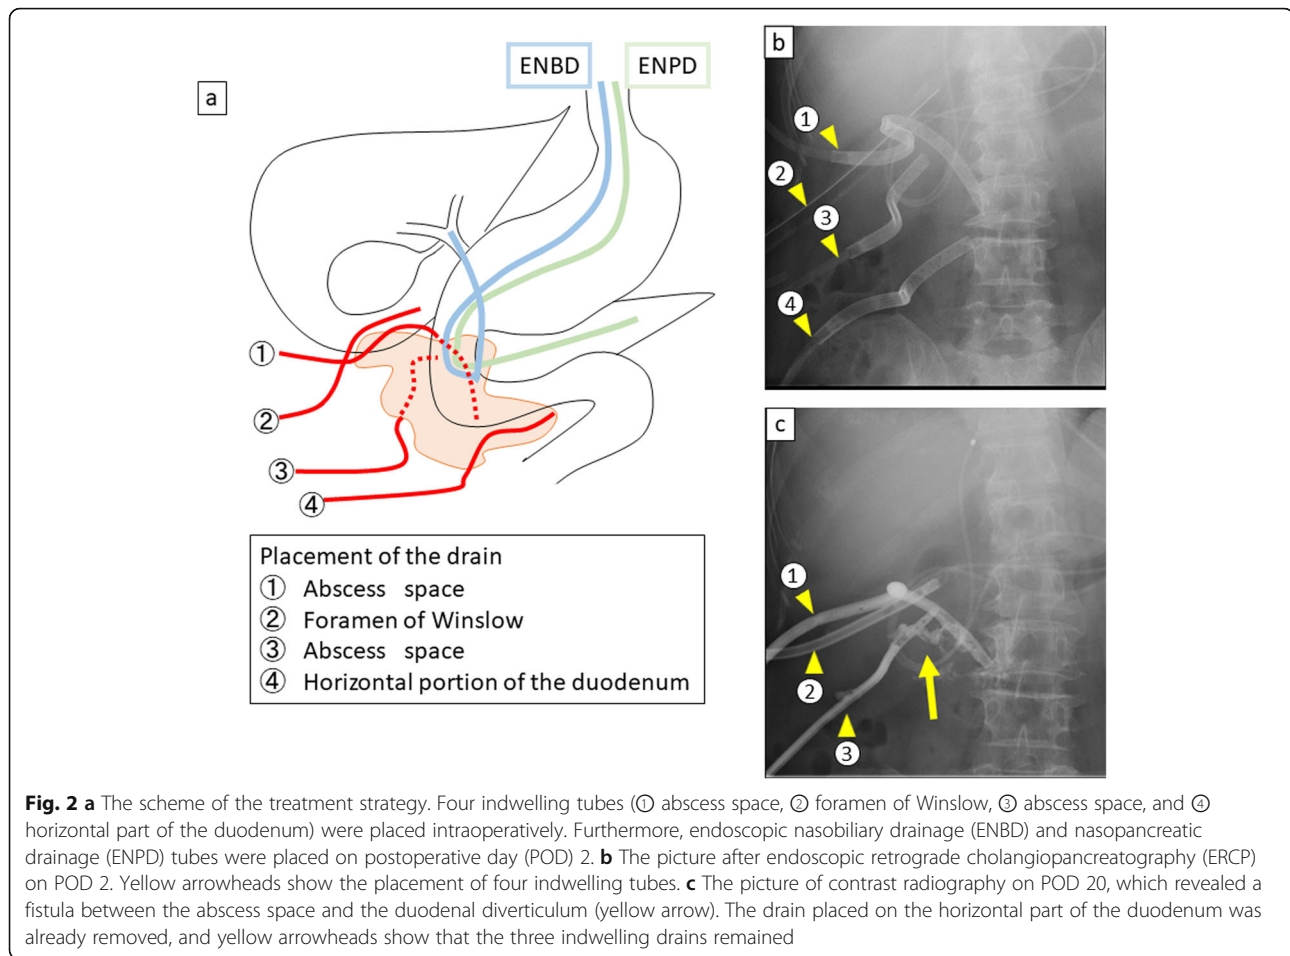 a
ENBD
ENPD
①
②
③
④
Placement of the drain
① Abscess space
② Foramen of Winslow
③ Abscess space
④ Horizontal portion of the duodenum
b
①
②
③
④
c
①
②
③
Fig. 2 a The scheme of the treatment strategy. Four indwelling tubes (① abscess space, ② foramen of Winslow, ③ abscess space, and ④
horizontal part of the duodenum) were placed intraoperatively. Furthermore, endoscopic nasobiliary drainage (ENBD) and nasopancreatic
drainage (ENPD) tubes were placed on postoperative day (POD) 2. b The picture after endoscopic retrograde cholangiopancreatography (ERCP)
on POD 2. Yellow arrowheads show the placement of four indwelling tubes. c The picture of contrast radiography on POD 20, which revealed a
fistula between the abscess space and the duodenal diverticulum (yellow arrow). The drain placed on the horizontal part of the duodenum was
already removed, and yellow arrowheads show that the three indwelling drains remained